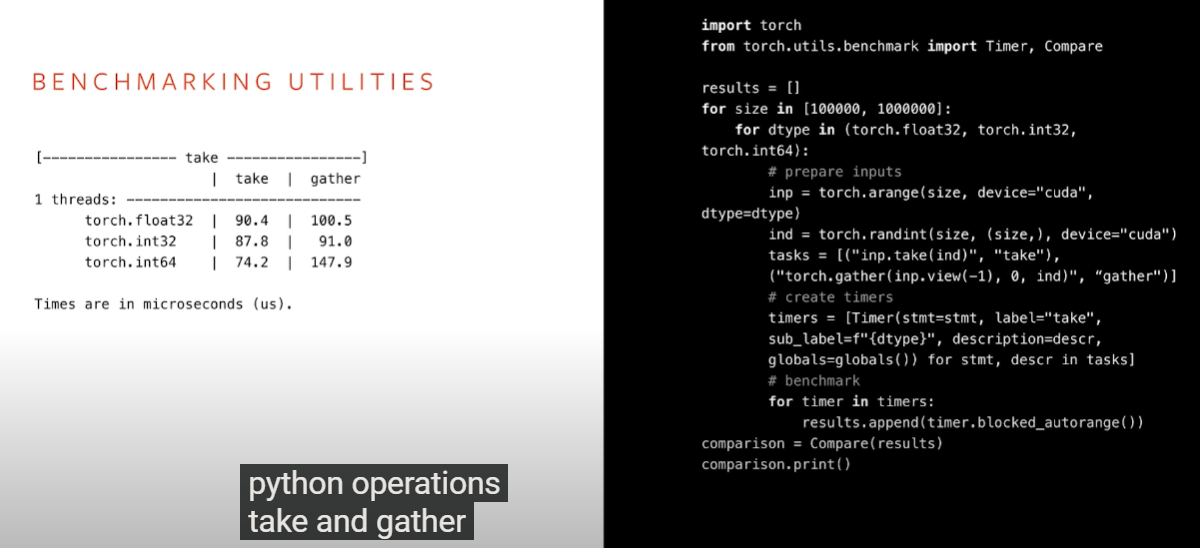 BENCHMARKING UTILITIES
[---------------- take ----------------]
| take | gather
1 threads: ----------------------------
torch.float32 | 90.4 | 100.5
torch.int32 | 87.8 | 91.0
torch.int64 | 74.2 | 147.9
Times are in microseconds (us).
python operations
take and gather
import torch
from torch.utils.benchmark import Timer, Compare
results = []
for size in [100000, 1000000]:
for dtype in (torch.float32, torch.int32,
torch.int64):
# prepare inputs
inp = torch.arange(size, device="cuda",
dtype=dtype)
ind = torch.randint(size, (size,), device="cuda")
tasks = [("inp.take(ind)", "take"),
("torch.gather(inp.view(-1), 0, ind)", “gather")]
# create timers
timers = [Timer(stmt=stmt, label="take",
sub_label=f"{dtype}", description=descr,
globals=globals()) for stmt, descr in tasks]
# benchmark
for timer in timers:
results.append(timer.blocked_autorange())
comparison = Compare(results)
comparison.print()